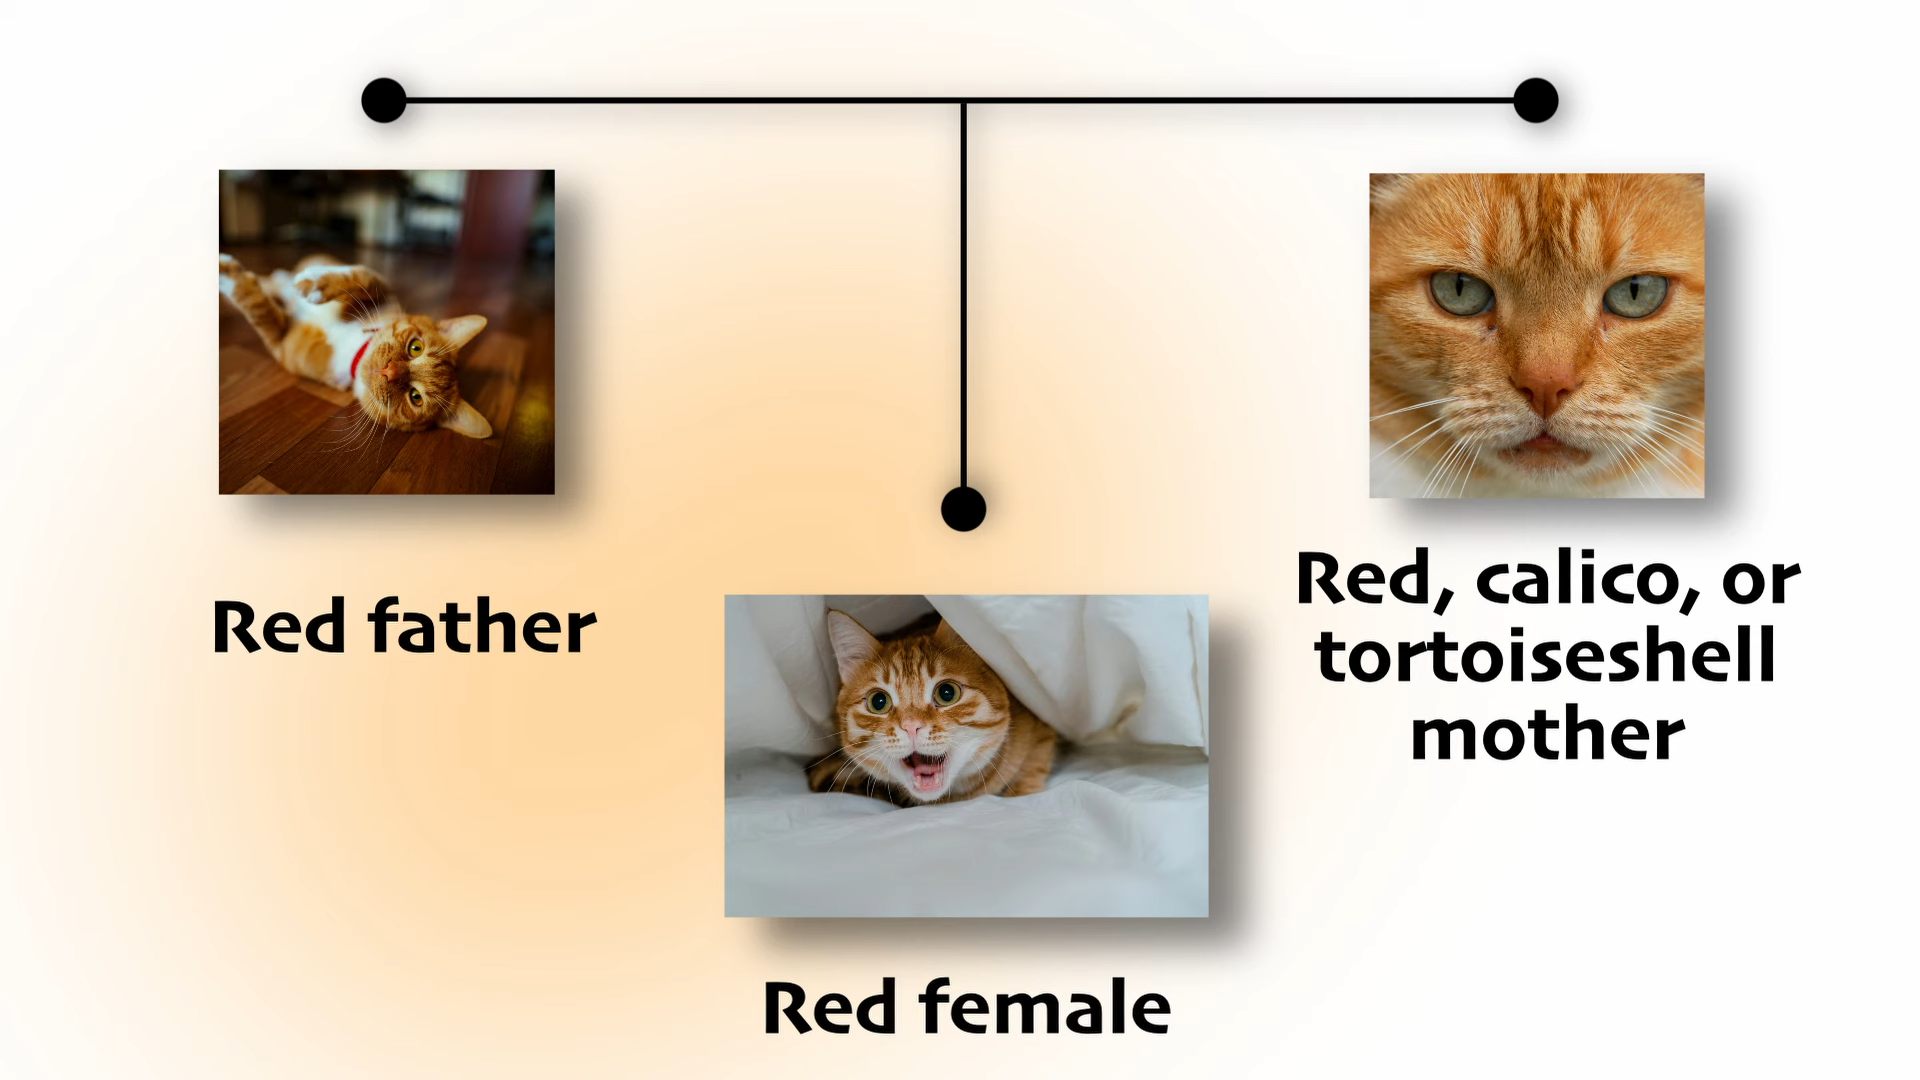 Red father
Red, calico, or
tortoiseshell
mother
Red female